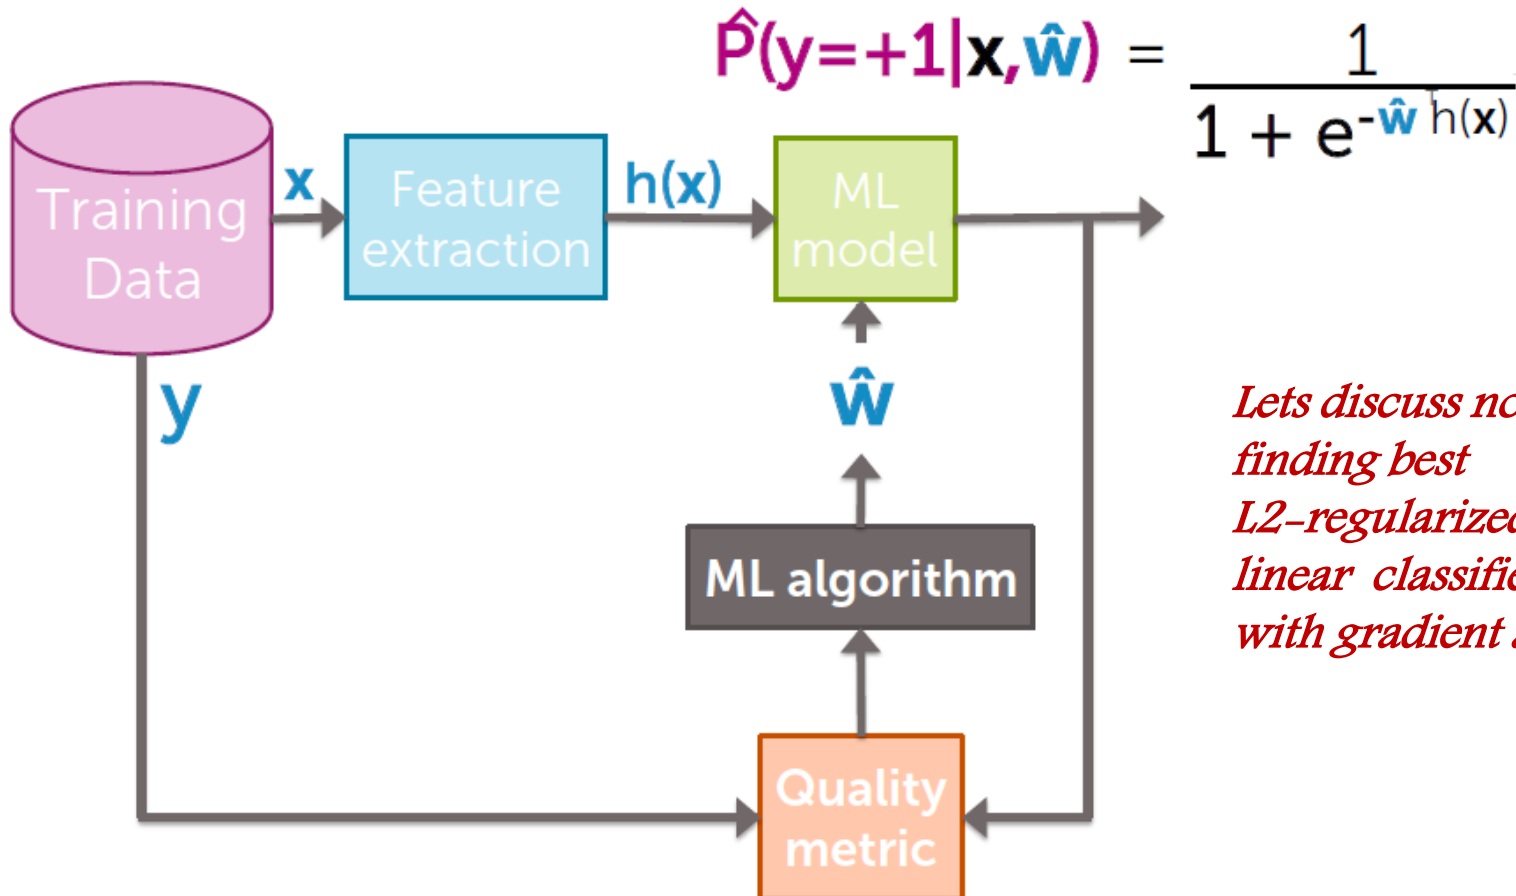 P̂(y=+1|x,ŵ) = 1
1 + e^-ŵ^T h(x)
Training
Data
x
Feature
extraction
h(x)
ML
model
y
ŵ
Lets discuss
finding best
L2-regularized
linear
with gradient
ML algorithm
Quality
metric